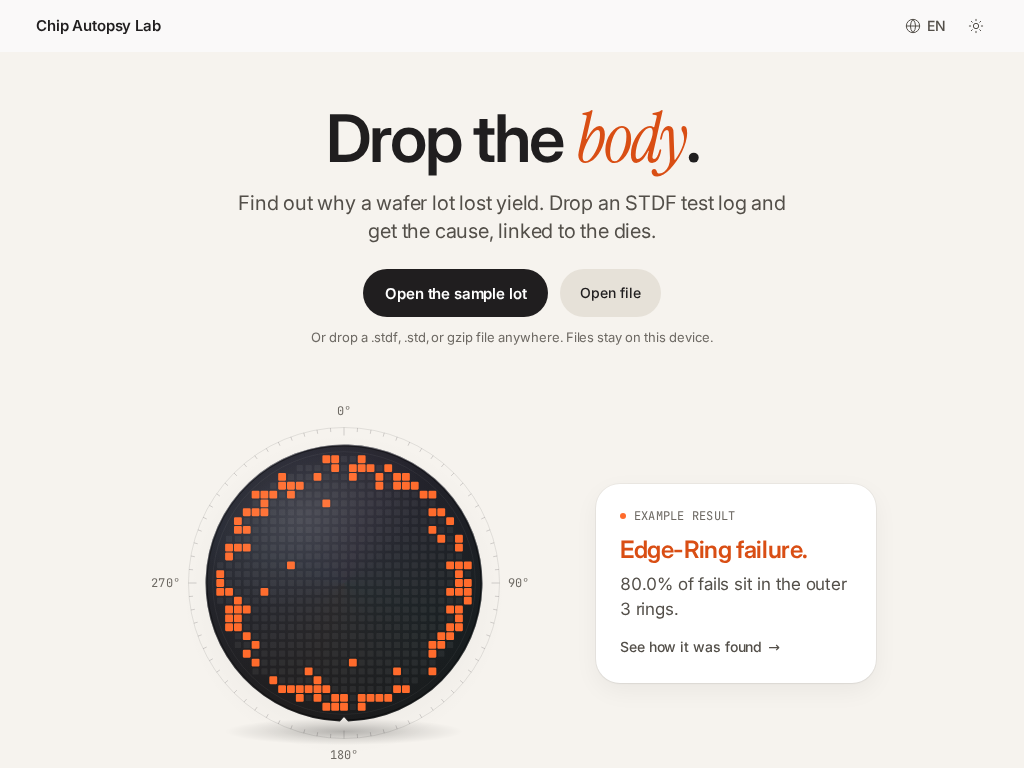 Chip Autopsy Lab
EN
Drop the body.
Find out why a wafer lot lost yield. Drop an STDF test log and
get the cause, linked to the dies.
Open the sample lot
Open file
Or drop a .stdf, .std, or gzip file anywhere. Files stay on this device.
0°
270°
90°
180°
EXAMPLE RESULT
Edge-Ring failure.
80.0% of fails sit in the outer
3 rings.
See how it was found →